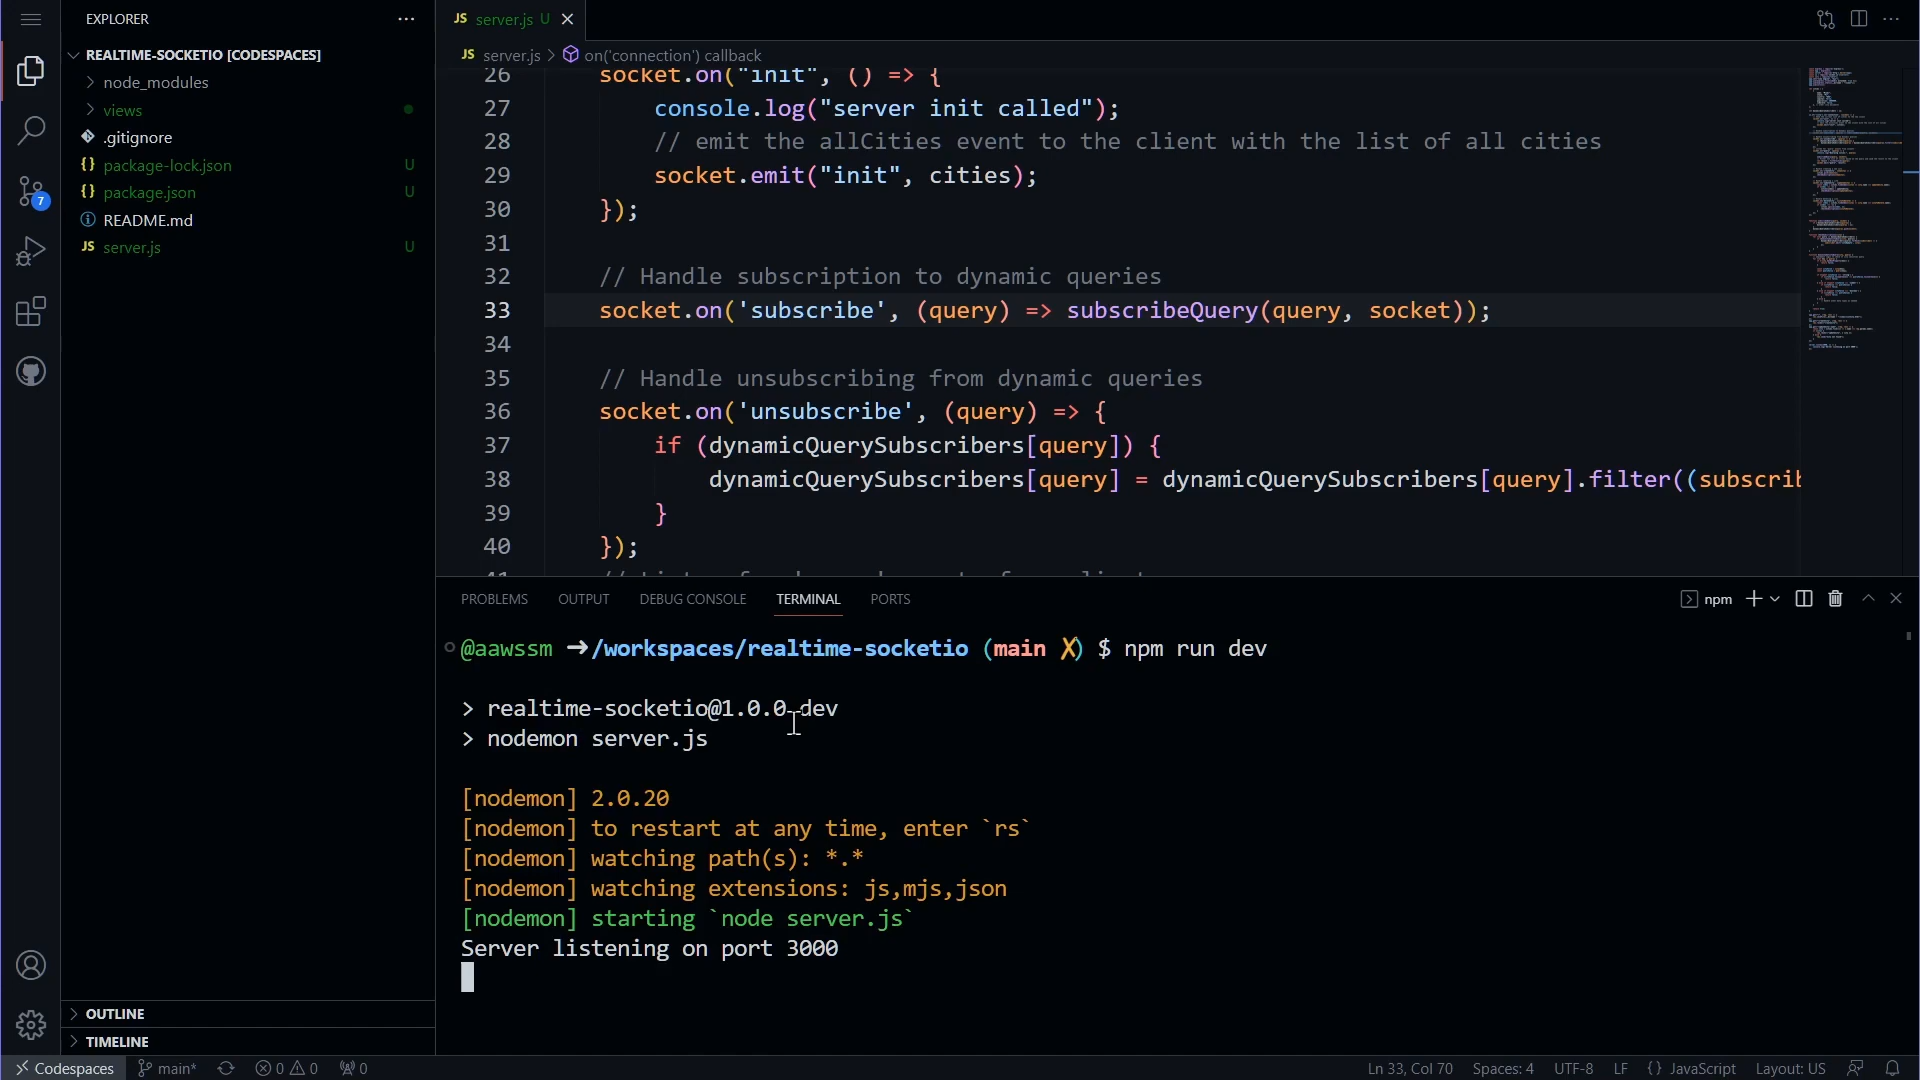 EXPLORER
REALTIME-SOCKETIO [CODESPACES]
node_modules
views
.gitignore
package-lock.json U
package.json U
README.md
server.js U
7
OUTLINE
TIMELINE
JS server.js U
JS server.js > on('connection') callback
26 socket.on("init", () => {
27 console.log("server init called");
28 // emit the allCities event to the client with the list of all cities
29 socket.emit("init", cities);
30 });
31
32 // Handle subscription to dynamic queries
33 socket.on('subscribe', (query) => subscribeQuery(query, socket));
34
35 // Handle unsubscribing from dynamic queries
36 socket.on('unsubscribe', (query) => {
37 if (dynamicQuerySubscribers[query]) {
38 dynamicQuerySubscribers[query] = dynamicQuerySubscribers[query].filter((subscrib
39 }
40 });
PROBLEMS OUTPUT DEBUG CONSOLE TERMINAL PORTS npm
@aawssm ➜/workspaces/realtime-socketio (main ✗) $ npm run dev
> realtime-socketio@1.0.0 dev
> nodemon server.js
[nodemon] 2.0.20
[nodemon] to restart at any time, enter `rs`
[nodemon] watching path(s): *.*
[nodemon] watching extensions: js,mjs,json
[nodemon] starting `node server.js`
Server listening on port 3000
Codespaces main* 0 0 0 Ln 33, Col 70 Spaces: 4 UTF-8 LF {} JavaScript Layout: US